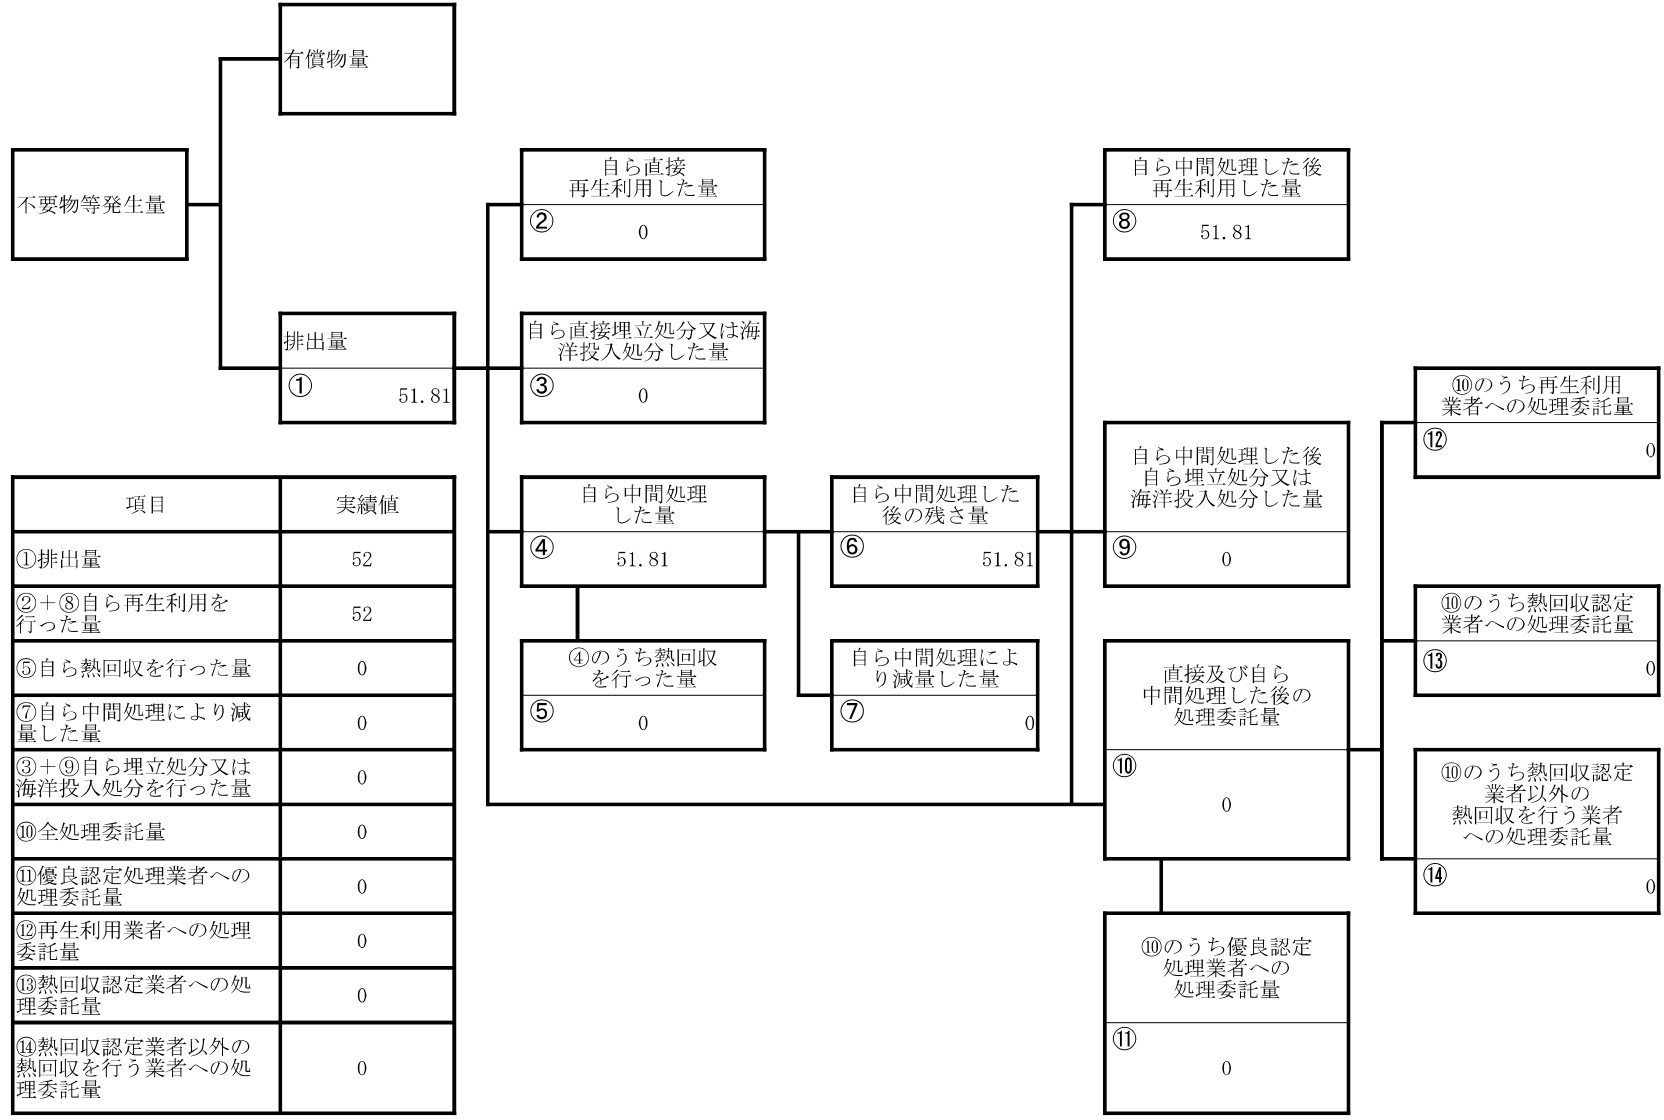 有償物量
不要物等発生量
自ら直接
再生利用した量
②
0
自ら中間処理した後
再生利用した量
⑧
51.81
排出量
①
51.81
自ら直接埋立処分又は海
洋投入処分した量
③
0
⑩のうち再生利用
業者への処理委託量
⑫
0
自ら中間処理
した量
④
51.81
自ら中間処理した
後の残さ量
⑥
51.81
自ら中間処理した後
自ら埋立処分又は
海洋投入処分した量
⑨
0
⑩のうち熱回収認定
業者への処理委託量
⑬
0
④のうち熱回収
を行った量
⑤
0
自ら中間処理によ
り減量した量
⑦
0
直接及び自ら
中間処理した後の
処理委託量
⑩
0
⑩のうち熱回収認定
業者以外の
熱回収を行う業者
への処理委託量
⑭
0
⑩のうち優良認定
処理業者への
処理委託量
⑪
0
項目 実績値
①排出量 52
②＋⑧自ら再生利用を
行った量 52
⑤自ら熱回収を行った量 0
⑦自ら中間処理により減
量した量 0
③＋⑨自ら埋立処分又は
海洋投入処分を行った量 0
⑩全処理委託量 0
⑪優良認定処理業者への
処理委託量 0
⑫再生利用業者への処理
委託量 0
⑬熱回収認定業者への処
理委託量 0
⑭熱回収認定業者以外の
熱回収を行う業者への処
理委託量 0